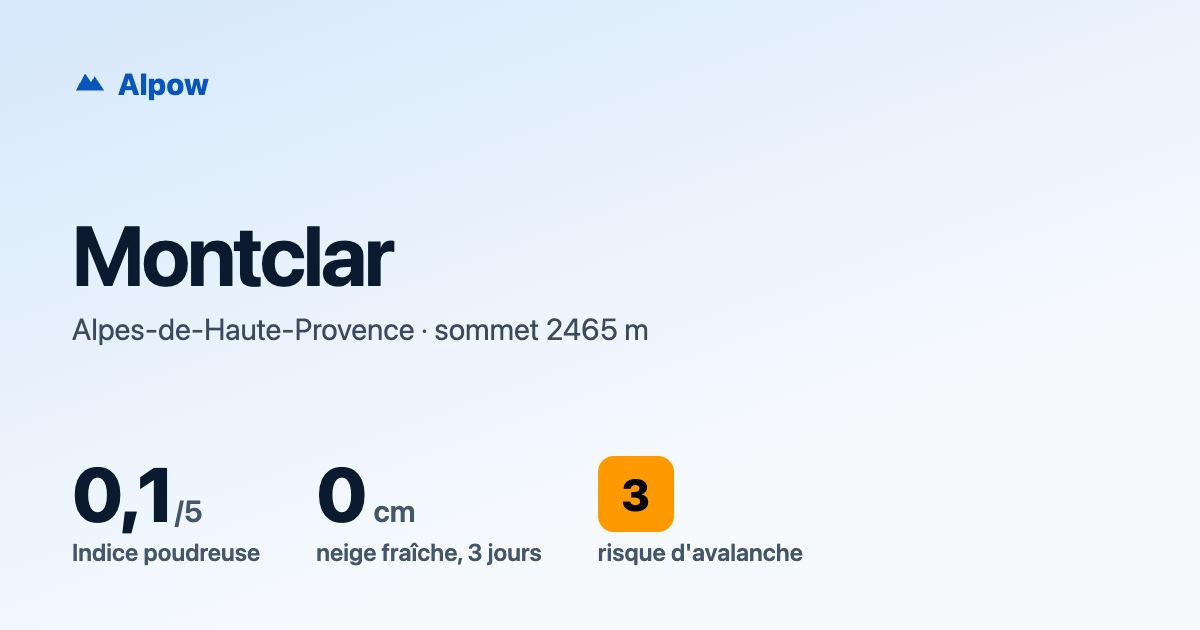 Alpow
Montclar
Alpes-de-Haute-Provence · sommet 2465 m
0,1/5
Indice poudreuse
0 cm
neige fraîche, 3 jours
3
risque d'avalanche